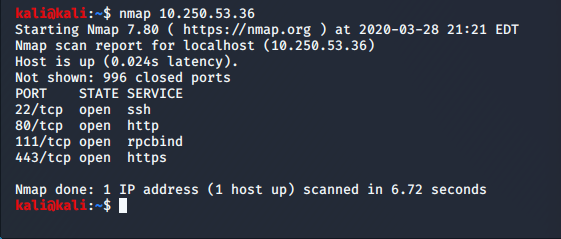 kali@kali:~$ nmap 10.250.53.36
Starting Nmap 7.80 ( https://nmap.org ) at 2020-03-28 21:21 EDT
Nmap scan report for localhost (10.250.53.36)
Host is up (0.024s latency).
Not shown: 996 closed ports
PORT    STATE SERVICE
22/tcp  open  ssh
80/tcp  open  http
111/tcp open  rpcbind
443/tcp open  https
Nmap done: 1 IP address (1 host up) scanned in 6.72 seconds
kali@kali:~$